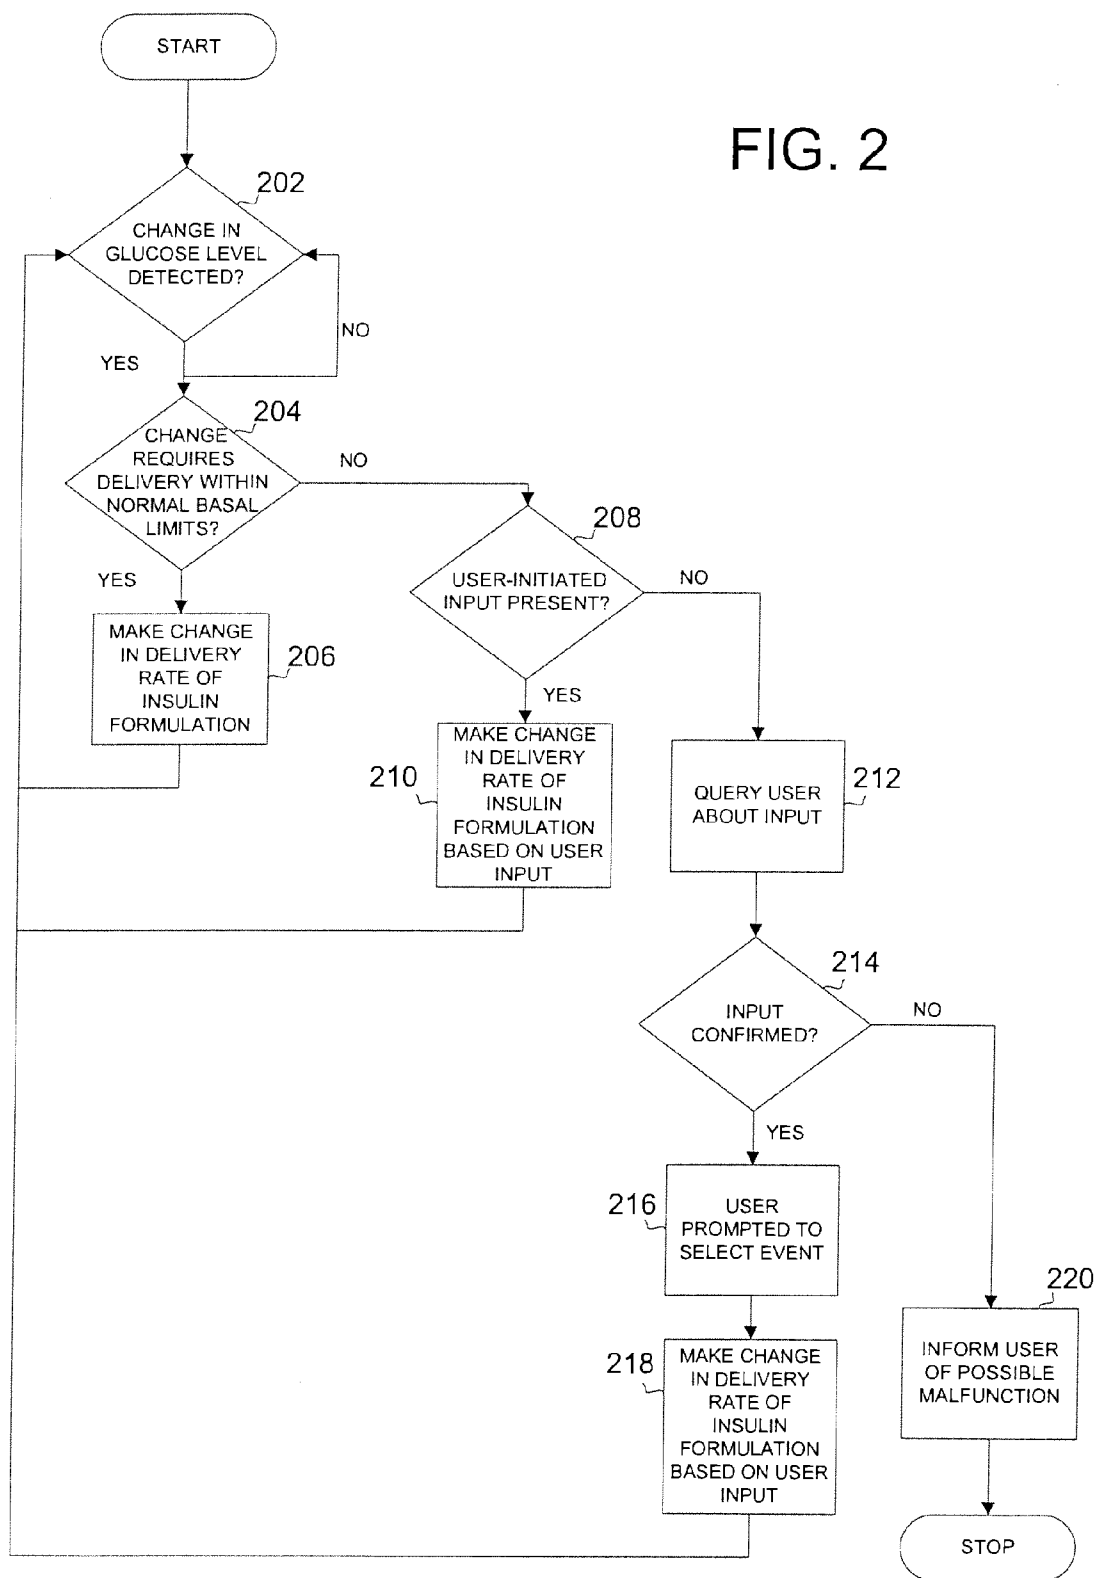 START
FIG. 2
202
CHANGE IN
GLUCOSE LEVEL
DETECTED?
NO
YES
204
CHANGE
REQUIRES
DELIVERY WITHIN
NORMAL BASAL
LIMITS?
NO
YES
208
USER-INITIATED
INPUT PRESENT?
NO
YES
MAKE CHANGE
IN DELIVERY
RATE OF
INSULIN
FORMULATION
206
210
MAKE CHANGE
IN DELIVERY
RATE OF
INSULIN
FORMULATION
BASED ON USER
INPUT
QUERY USER
ABOUT INPUT
212
214
INPUT
CONFIRMED?
NO
YES
216
USER
PROMPTED TO
SELECT EVENT
218
MAKE CHANGE
IN DELIVERY
RATE OF
INSULIN
FORMULATION
BASED ON USER
INPUT
220
INFORM USER
OF POSSIBLE
MALFUNCTION
STOP